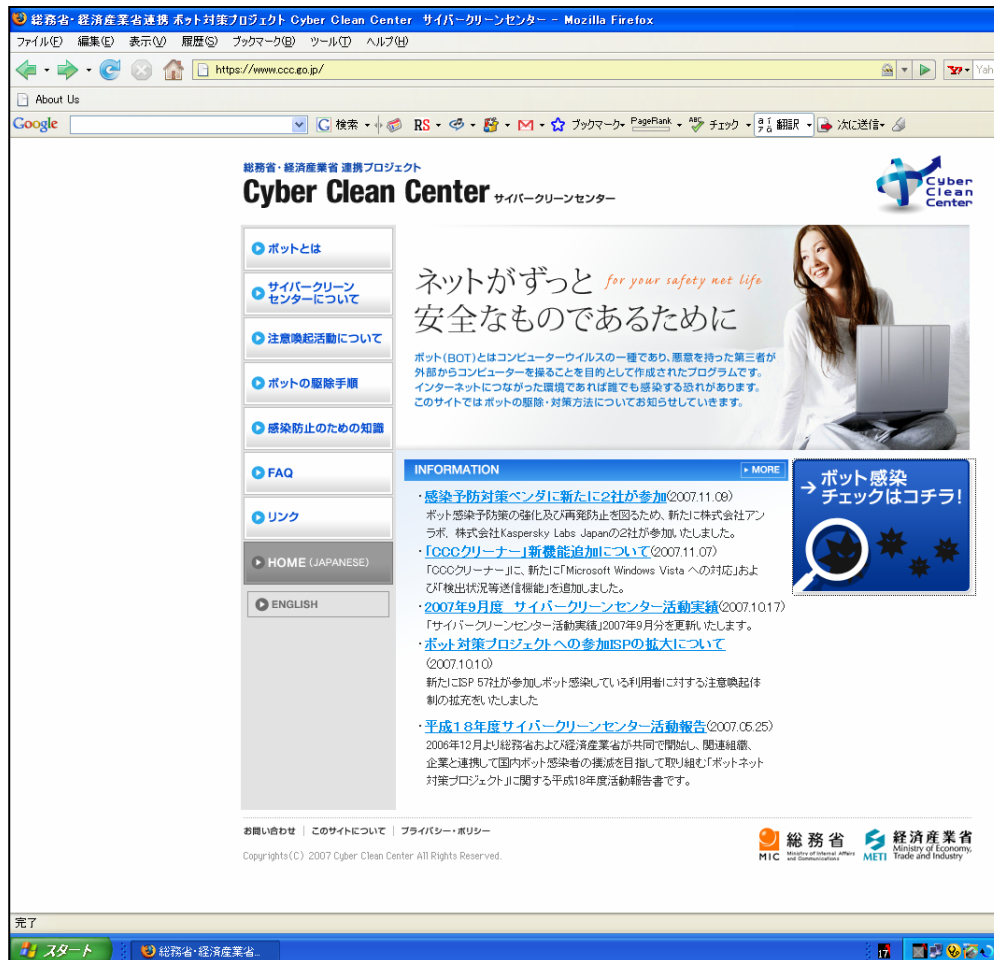 総務省・経済産業省連携 ボット対策プロジェクト Cyber Clean Center サイバークリーンセンター - Mozilla Firefox
ファイル(F) 編集(E) 表示(V) 履歴(S) ブックマーク(B) ツール(T) ヘルプ(H)
https://www.ccc.go.jp/
Yah
About Us
Google
検索
RS
ブックマーク
PageRank
ABC チェック
翻訳
次に送信
総務省・経済産業省 連携プロジェクト
Cyber Clean Center サイバークリーンセンター
Cyber
Clean
Center
ボットとは
サイバークリーン
センターについて
注意喚起活動について
ボットの駆除手順
感染防止のための知識
FAQ
リンク
HOME (JAPANESE)
ENGLISH
ネットがずっと for your safety net life
安全なものであるために
ボット(BOT)とはコンピューターウイルスの一種であり、悪意を持った第三者が
外部からコンピューターを操ることを目的として作成されたプログラムです。
インターネットにつながった環境であれば誰でも感染する恐れがあります。
このサイトではボットの駆除・対策方法についてお知らせしていきます。
INFORMATION
MORE
・感染予防対策ベンダに新たに2社が参加(2007.11.09)
ボット感染予防策の強化及び再発防止を図るため、新たに株式会社アン
ラボ、株式会社Kaspersky Labs Japanの2社が参加いたしました。
・「CCCクリーナー」新機能追加について(2007.11.07)
「CCCクリーナー」に、新たに「Microsoft Windows Vista への対応」およ
び「検出状況等送信機能」を追加しました。
・2007年9月度 サイバークリーンセンター活動実績(2007.10.17)
「サイバークリーンセンター活動実績」2007年9月分を更新いたします。
・ボット対策プロジェクトへの参加ISPの拡大について
(2007.10.10)
新たにISP 57社が参加しボット感染している利用者に対する注意喚起体
制の拡充をいたしました
・平成18年度サイバークリーンセンター活動報告(2007.05.25)
2006年12月より総務省および経済産業省が共同で開始し、関連組織、
企業と連携して国内ボット感染者の撲滅を目指して取り組む「ボットネット
対策プロジェクト」に関する平成18年度活動報告書です。
→ ボット感染
チェックはコチラ!
お問い合わせ | このサイトについて | プライバシー・ポリシー
Copyrights(C) 2007 Cyber Clean Center All Rights Reserved.
MIC 総務省
Ministry of Internal Affairs
and Communications
METI 経済産業省
Ministry of Economy,
Trade and Industry
完了
スタート
総務省・経済産業省...
17